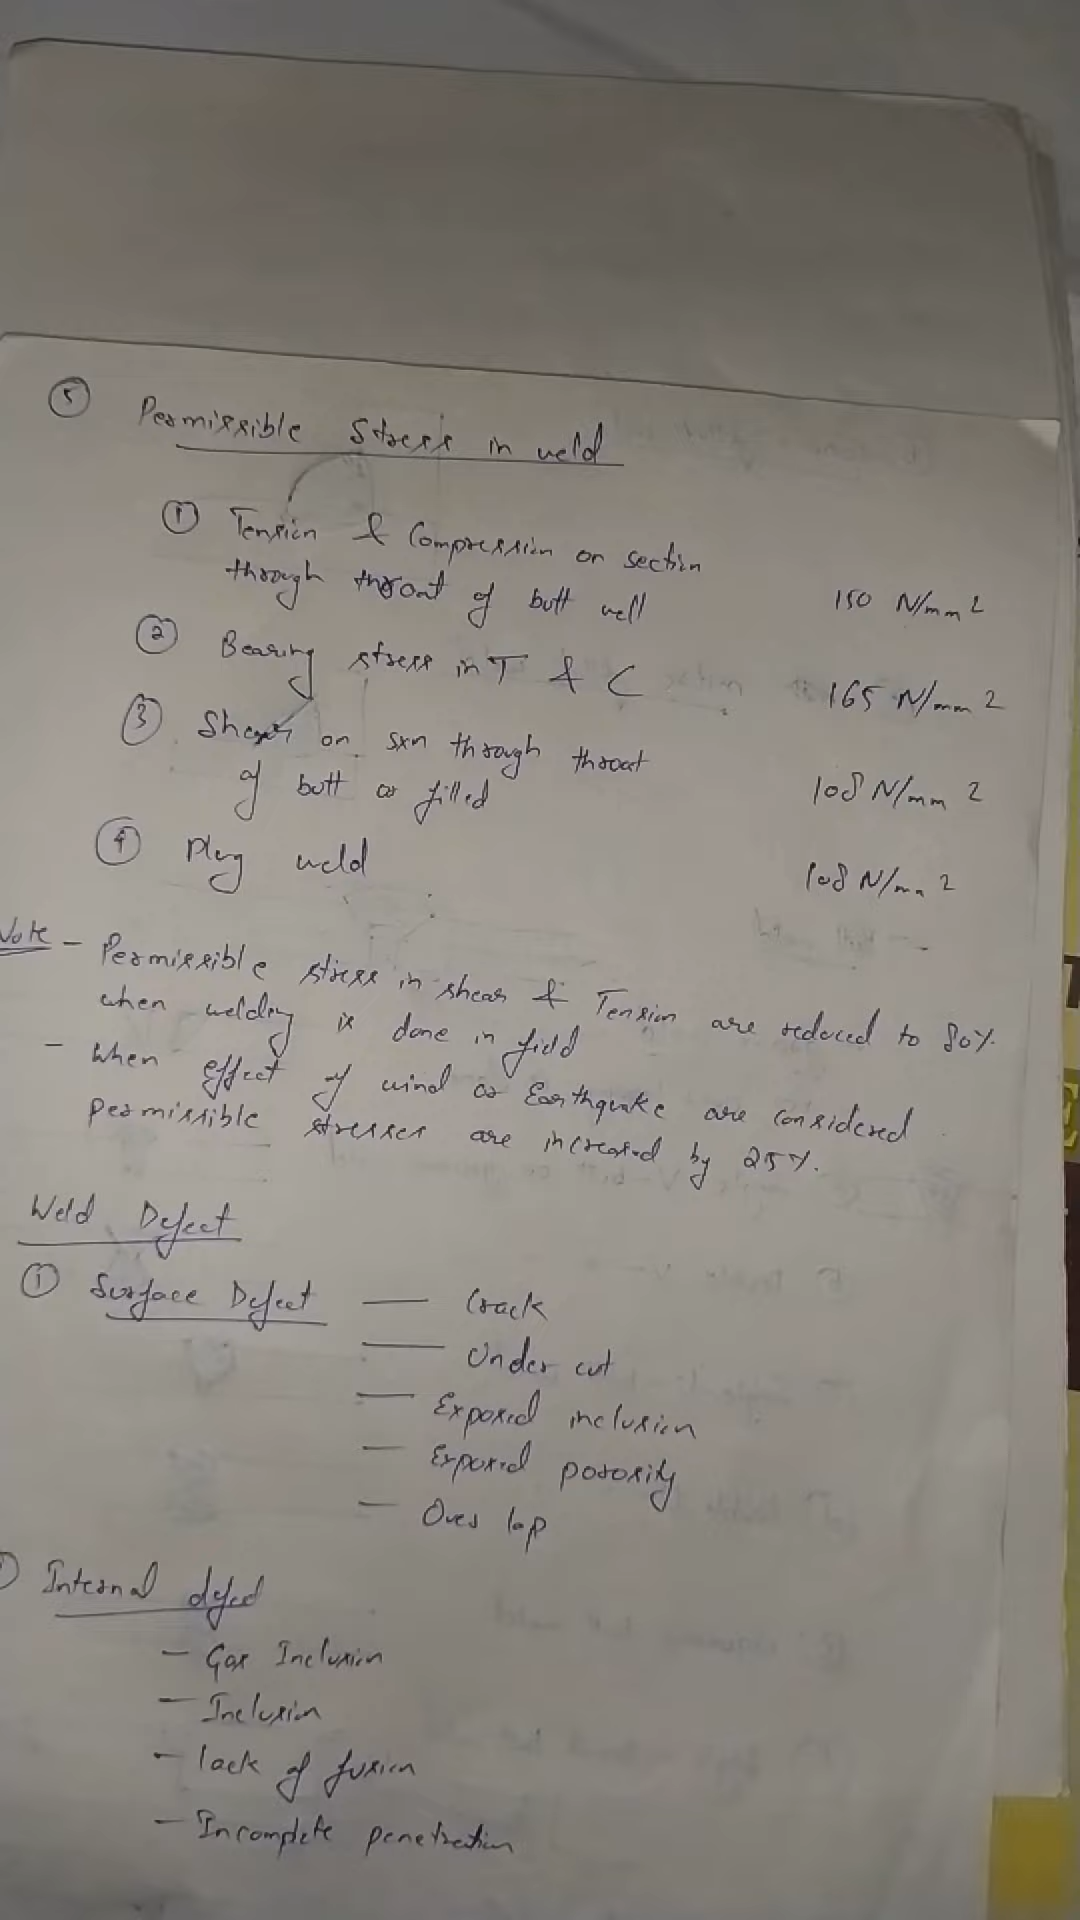 5 Permissible Stress in weld
1 Tension & Compression on section
through throat of butt well
150 N/mm2
2 Bearing stress in T & C
165 N/mm2
3 Shear on sxn through throat
of butt or filled
108 N/mm2
4 Plug weld
108 N/mm2
Note - Permissible stress in shear & Tension are reduced to 80%.
when welding is done in field
- When effect of wind or Earthquake are considered
permissible stresses are increased by 25%.
Weld Defect
1 Surface Defect — Crack
— Under cut
— Exposed inclusion
— Exposed porosity
— Over lap
Internal defect
- Gas Inclusion
- Inclusion
- lack of fusion
- Incomplete penetration